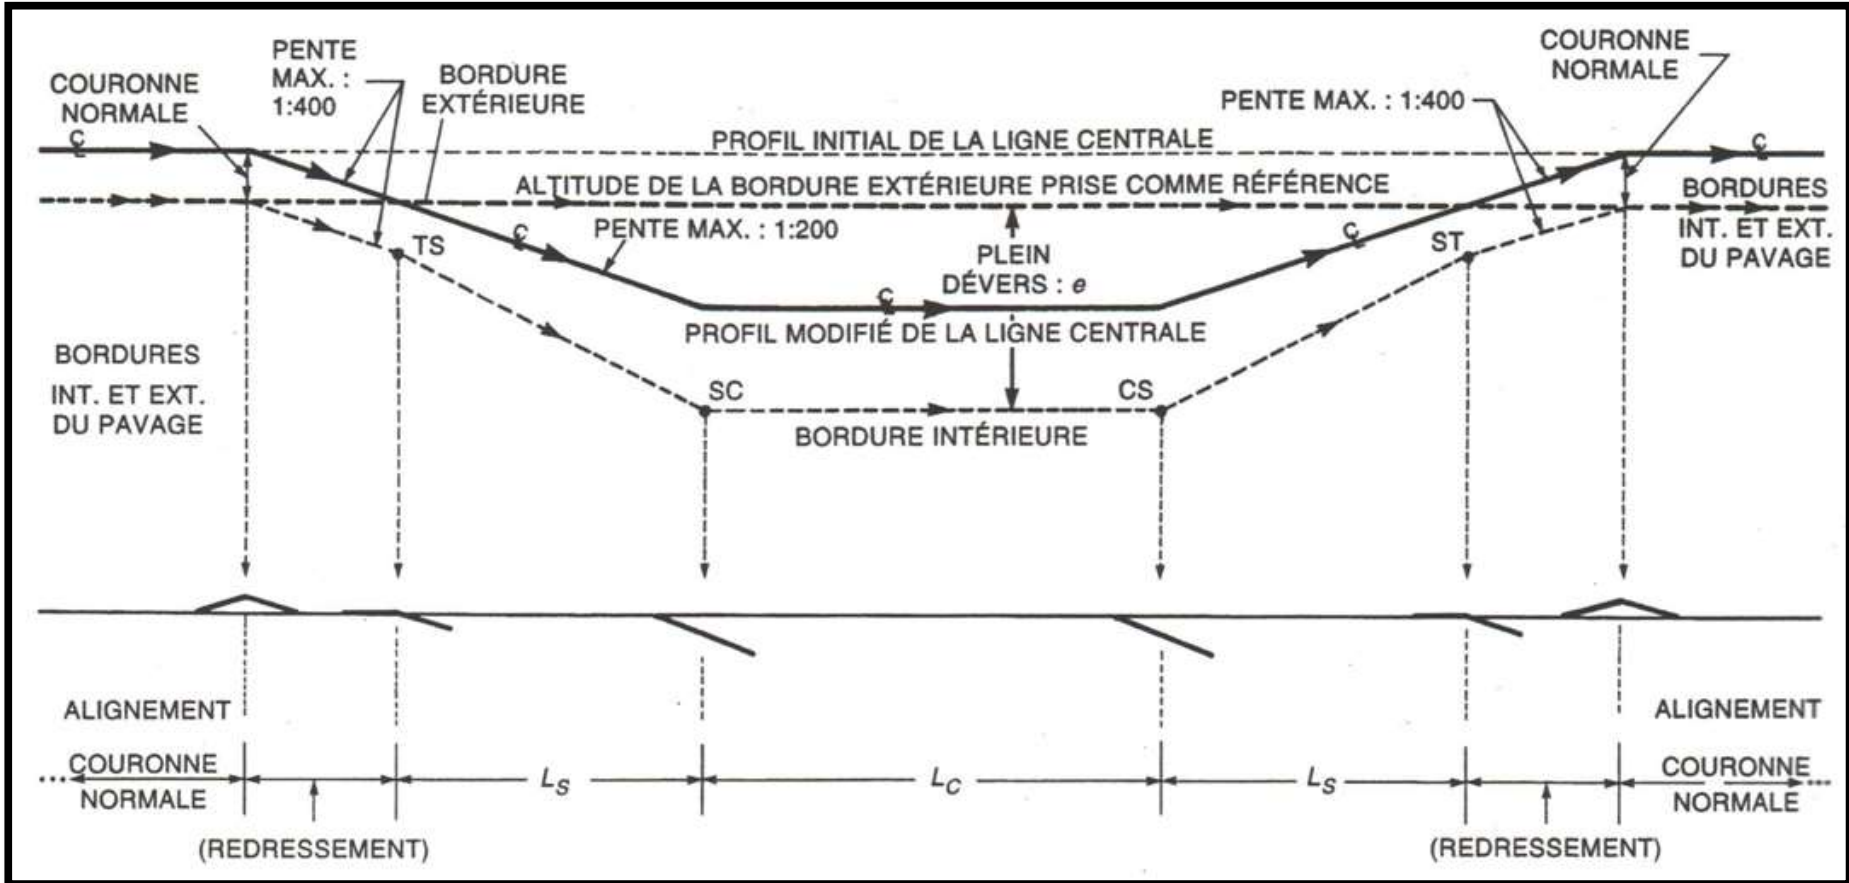 PENTE
MAX. :
1:400
COURONNE
NORMALE
BORDURE
EXTÉRIEURE
COURONNE
NORMALE
PENTE MAX. : 1:400
℄
PROFIL INITIAL DE LA LIGNE CENTRALE
℄
ALTITUDE DE LA BORDURE EXTÉRIEURE PRISE COMME RÉFÉRENCE
BORDURES
INT. ET EXT.
DU PAVAGE
TS
℄
PENTE MAX. : 1:200
PLEIN
DÉVERS : e
℄
ST
℄
PROFIL MODIFIÉ DE LA LIGNE CENTRALE
BORDURES
INT. ET EXT.
DU PAVAGE
SC
CS
BORDURE INTÉRIEURE
ALIGNEMENT
ALIGNEMENT
COURONNE
NORMALE
LS
LC
LS
COURONNE
NORMALE
(REDRESSEMENT)
(REDRESSEMENT)